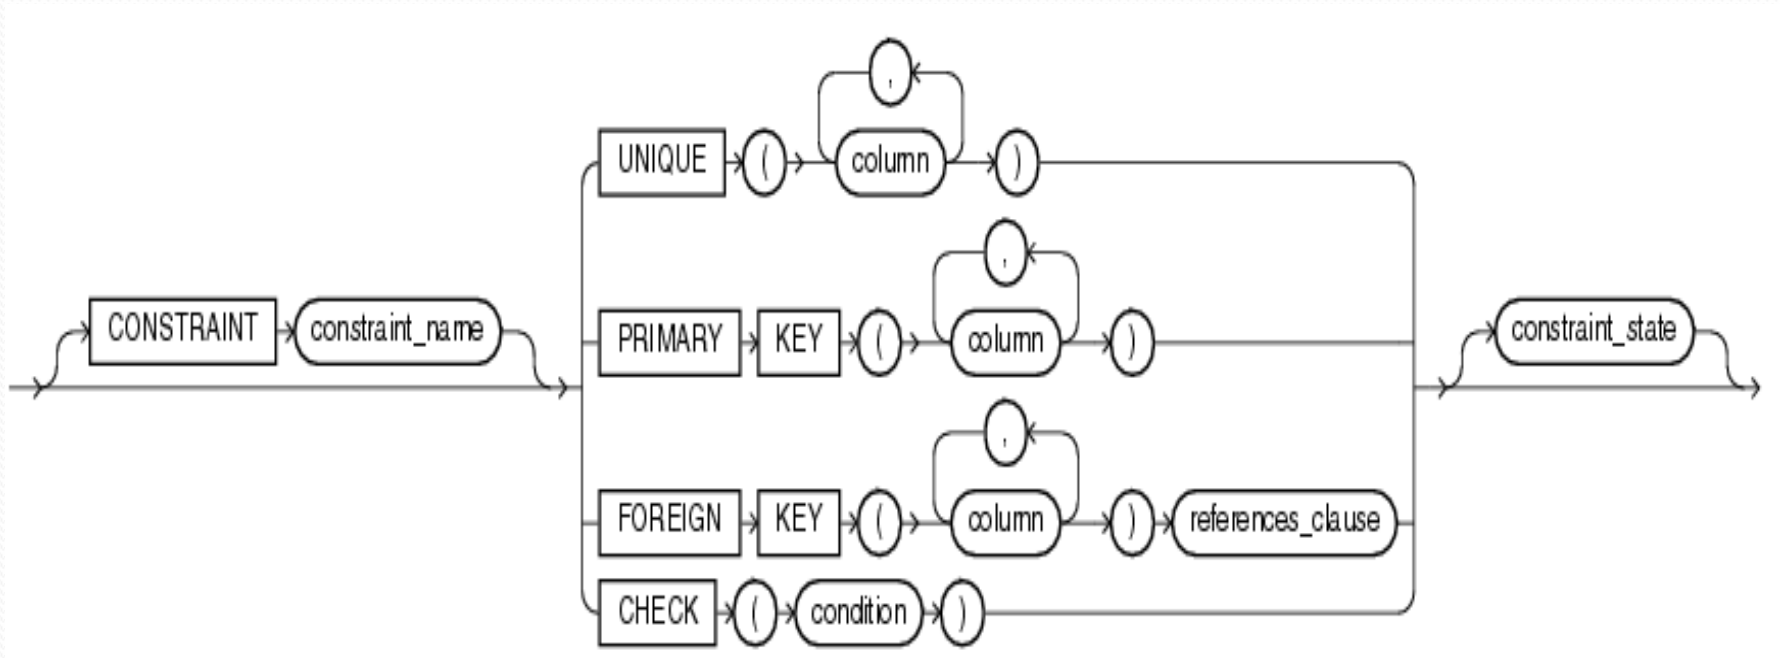 ,
UNIQUE ( column )
,
CONSTRAINT constraint_name PRIMARY KEY ( column ) constraint_state
,
FOREIGN KEY ( column ) references_clause
CHECK ( condition )